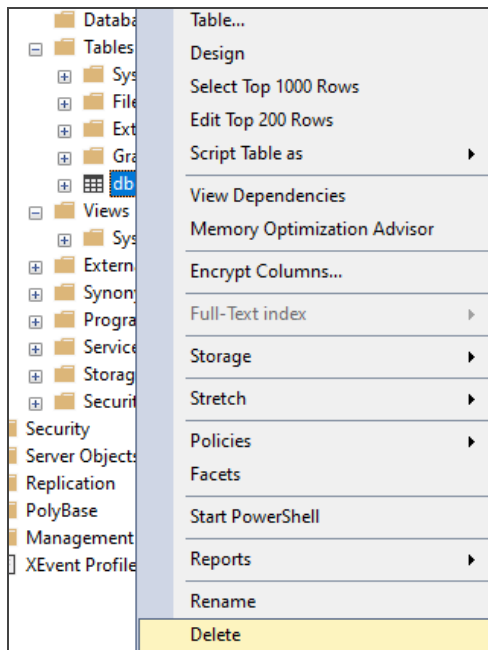 Databa
Tables
Sys
File
Ext
Gra
db
Views
Sys
Extern
Synony
Progra
Service
Storag
Securit
Security
Server Objects
Replication
PolyBase
Management
XEvent Profile
Table...
Design
Select Top 1000 Rows
Edit Top 200 Rows
Script Table as
View Dependencies
Memory Optimization Advisor
Encrypt Columns...
Full-Text index
Storage
Stretch
Policies
Facets
Start PowerShell
Reports
Rename
Delete